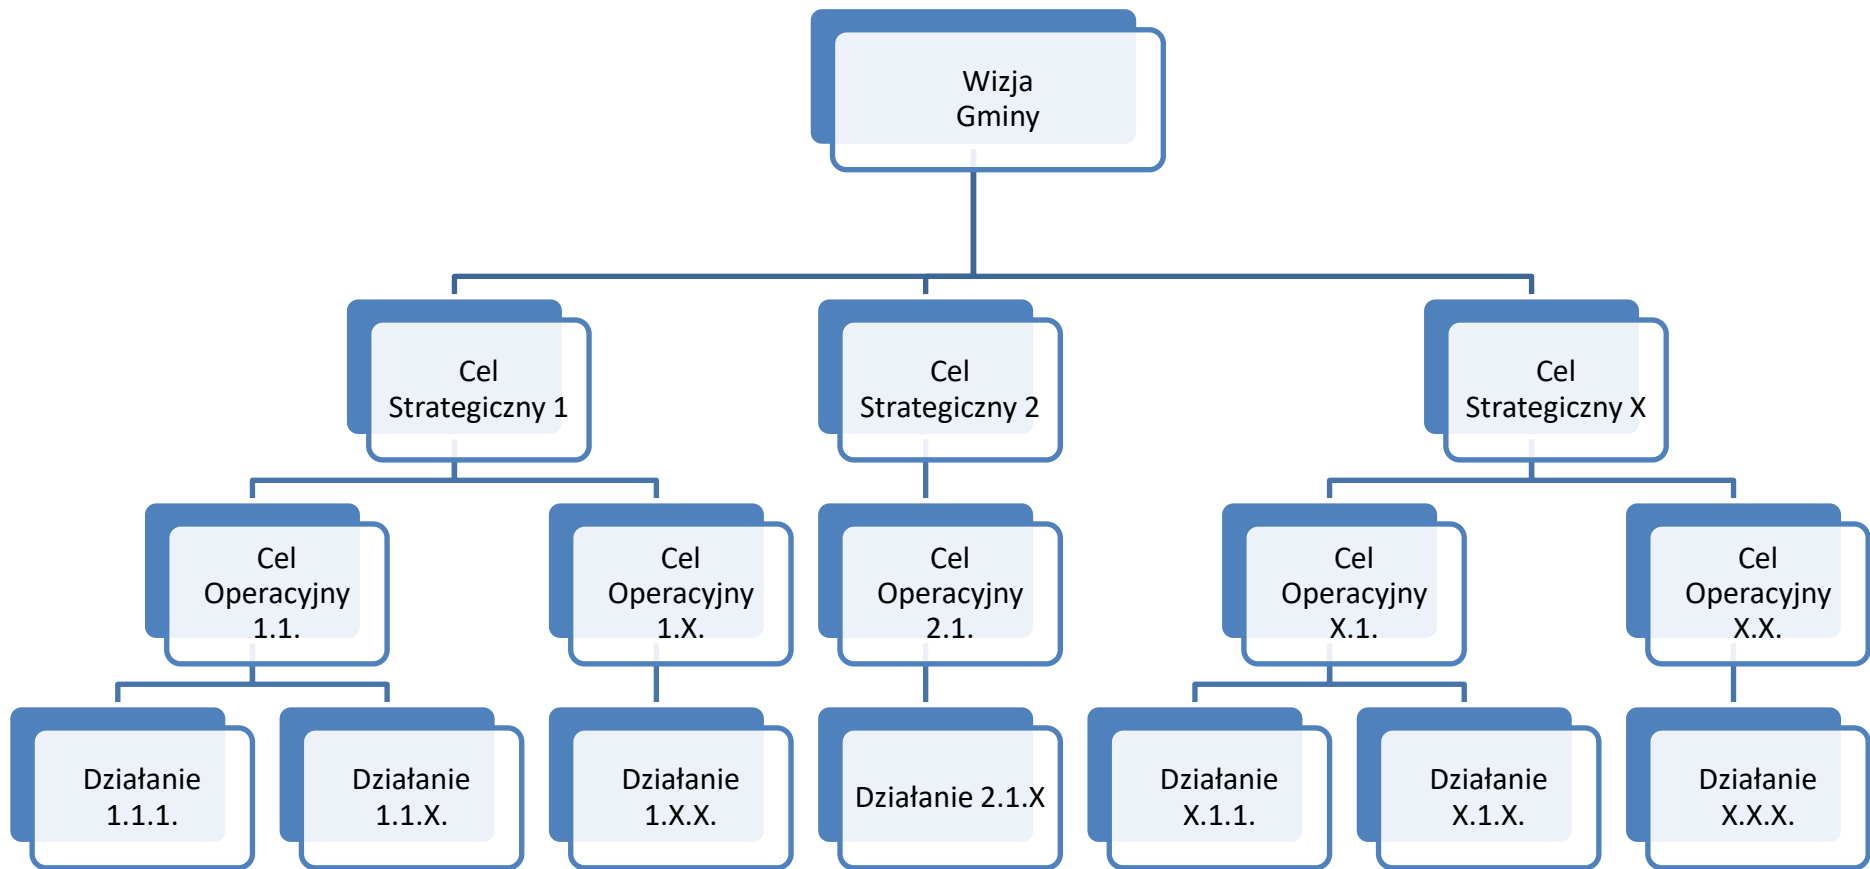 Wizja
Gminy
Cel
Strategiczny 1
Cel
Strategiczny 2
Cel
Strategiczny X
Cel
Operacyjny
1.1.
Cel
Operacyjny
1.X.
Cel
Operacyjny
2.1.
Cel
Operacyjny
X.1.
Cel
Operacyjny
X.X.
Działanie
1.1.1.
Działanie
1.1.X.
Działanie
1.X.X.
Działanie 2.1.X
Działanie
X.1.1.
Działanie
X.1.X.
Działanie
X.X.X.